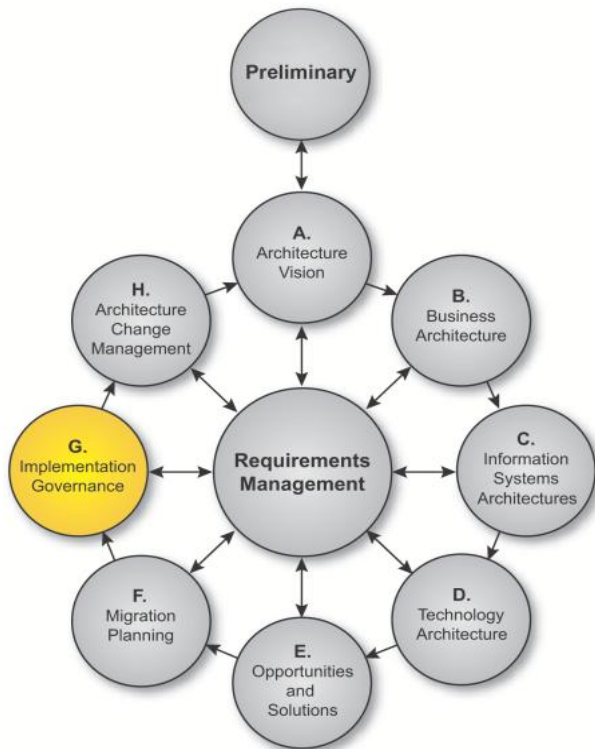 Preliminary
A.
Architecture
Vision
B.
Business
Architecture
C.
Information
Systems
Architectures
D.
Technology
Architecture
E.
Opportunities
and
Solutions
F.
Migration
Planning
G.
Implementation
Governance
H.
Architecture
Change
Management
Requirements
Management